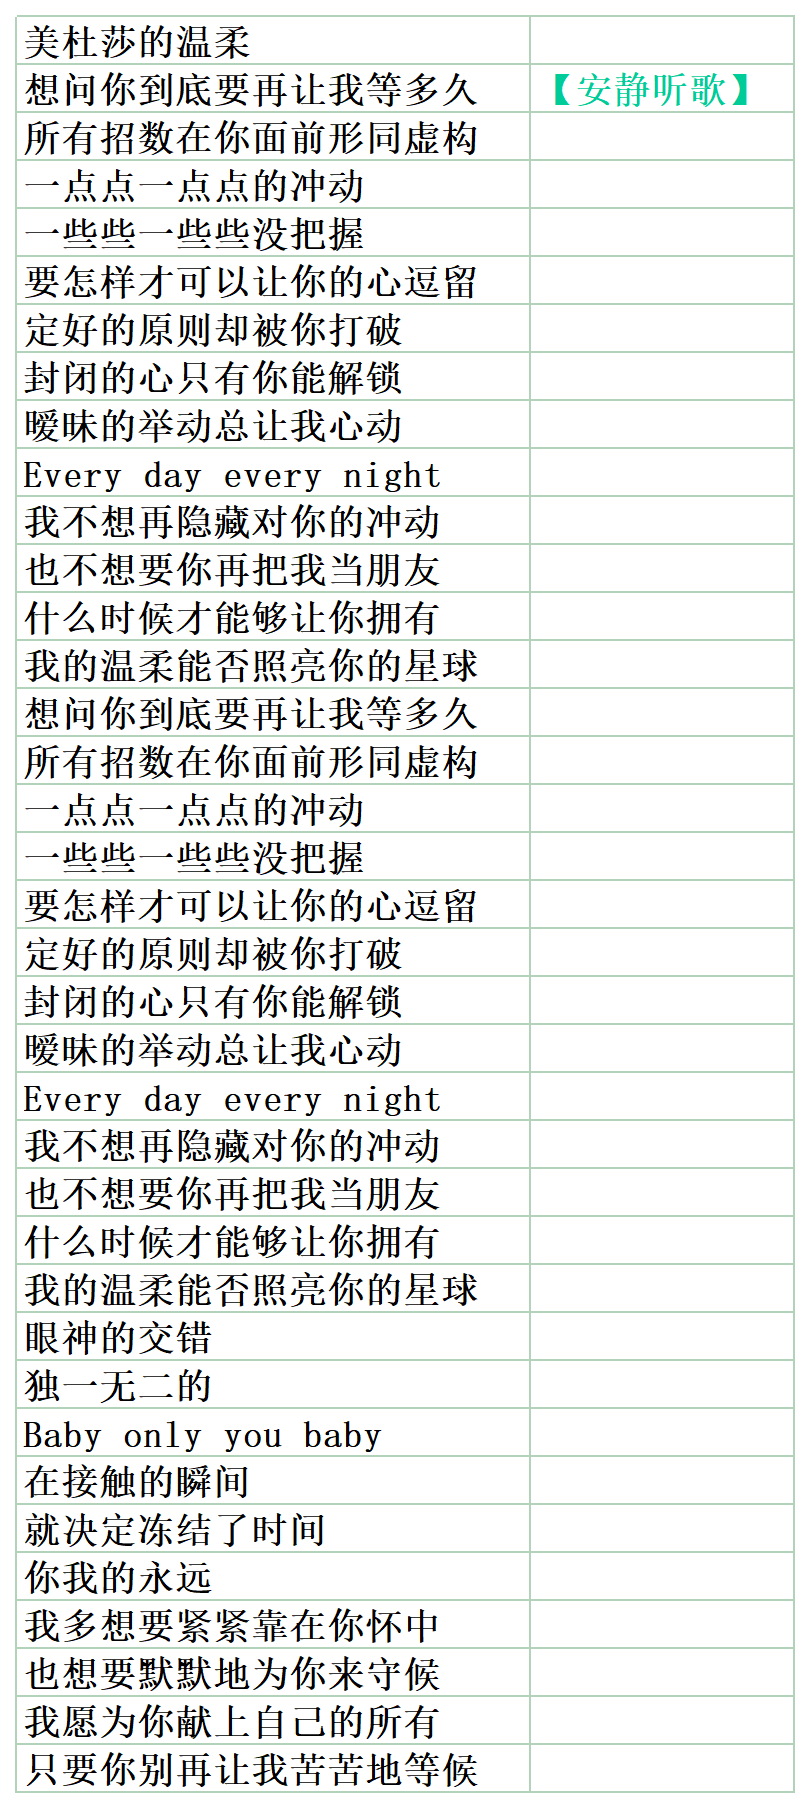 美杜莎的温柔
想问你到底要再让我等多久 【安静听歌】
所有招数在你面前形同虚构
一点点一点点的冲动
一些些一些些没把握
要怎样才可以让你的心逗留
定好的原则却被你打破
封闭的心只有你能解锁
暧昧的举动总让我心动
Every day every night
我不想再隐藏对你的冲动
也不想要你再把我当朋友
什么时候才能够让你拥有
我的温柔能否照亮你的星球
想问你到底要再让我等多久
所有招数在你面前形同虚构
一点点一点点的冲动
一些些一些些没把握
要怎样才可以让你的心逗留
定好的原则却被你打破
封闭的心只有你能解锁
暧昧的举动总让我心动
Every day every night
我不想再隐藏对你的冲动
也不想要你再把我当朋友
什么时候才能够让你拥有
我的温柔能否照亮你的星球
眼神的交错
独一无二的
Baby only you baby
在接触的瞬间
就决定冻结了时间
你我的永远
我多想要紧紧靠在你怀中
也想要默默地为你来守候
我愿为你献上自己的所有
只要你别再让我苦苦地等候